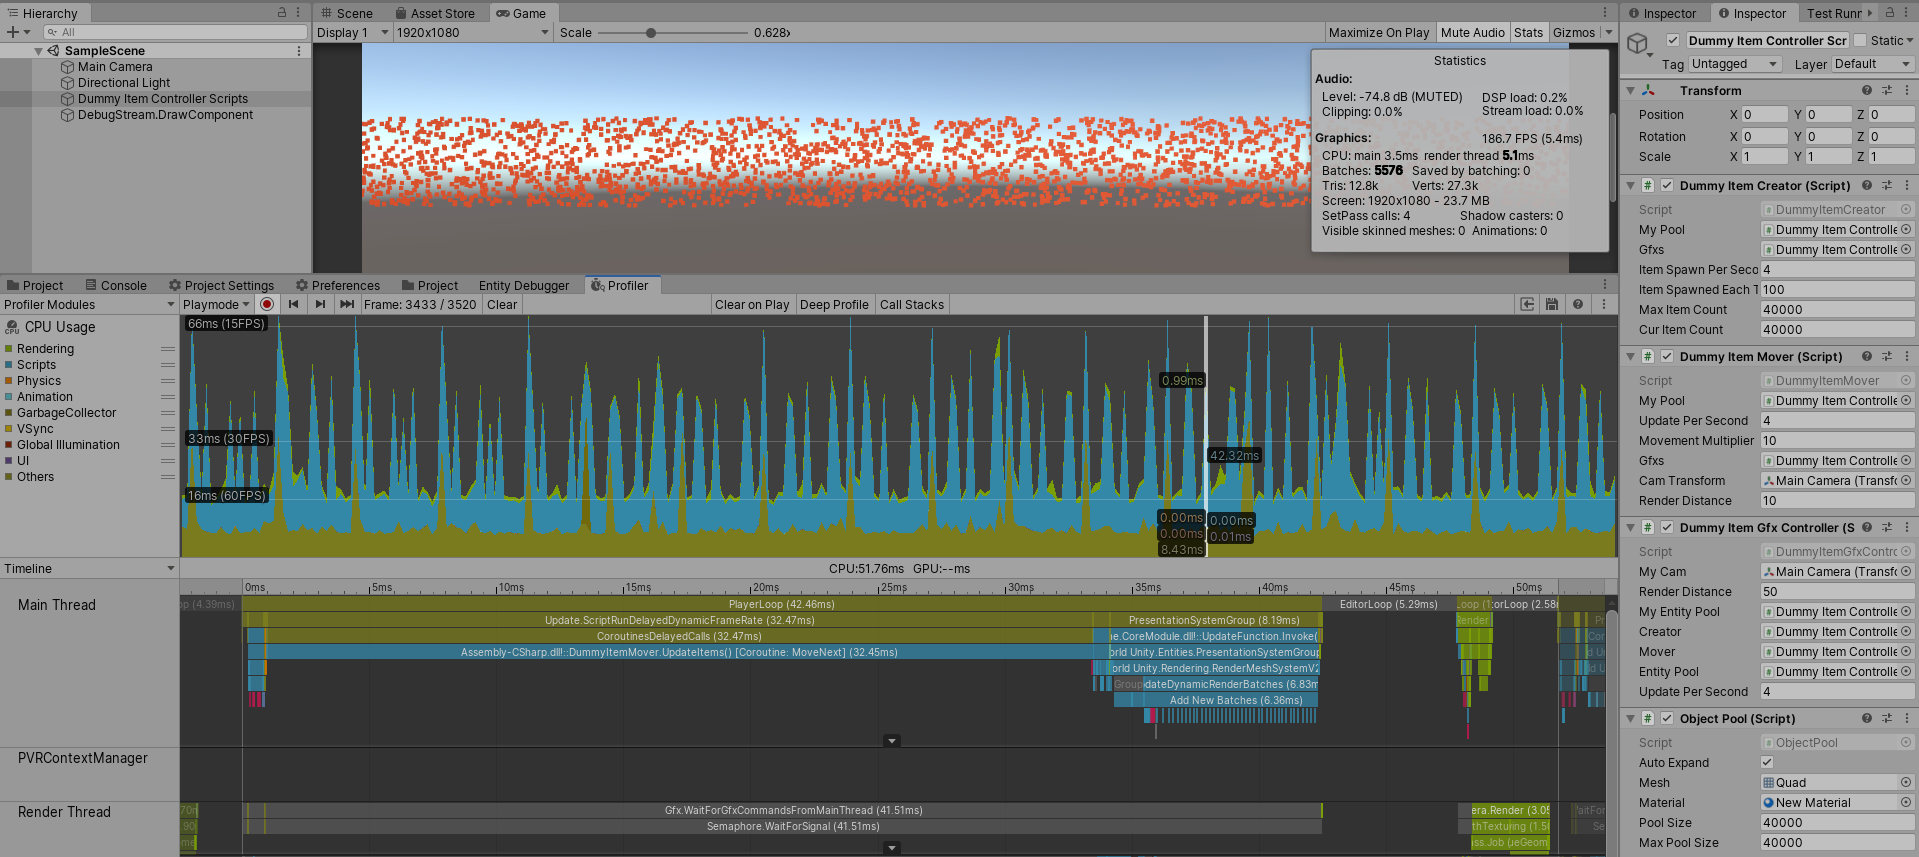 Hierarchy
All
SampleScene
Main Camera
Directional Light
Dummy Item Controller Scripts
DebugStream.DrawComponent
Scene Asset Store Game
Display 1 1920x1080 Scale 0.628x Maximize On Play Mute Audio Stats Gizmos
Statistics
Audio:
Level: -74.8 dB (MUTED) DSP load: 0.2%
Clipping: 0.0% Stream load: 0.0%
Graphics: 186.7 FPS (5.4ms)
CPU: main 3.5ms render thread 5.1ms
Batches: 5576 Saved by batching: 0
Tris: 12.8k Verts: 27.3k
Screen: 1920x1080 - 23.7 MB
SetPass calls: 4 Shadow casters: 0
Visible skinned meshes: 0 Animations: 0
Project Console Project Settings Preferences Project Entity Debugger Profiler
Profiler Modules Playmode Frame: 3433 / 3520 Clear Clear on Play Deep Profile Call Stacks
CPU Usage
Rendering
Scripts
Physics
Animation
GarbageCollector
VSync
Global Illumination
UI
Others
66ms (15FPS)
33ms (30FPS)
16ms (60FPS)
0.99ms
42.32ms
0.00ms 0.00ms
0.00ms 0.01ms
8.43ms
Timeline CPU:51.76ms GPU:--ms
0ms 5ms 10ms 15ms 20ms 25ms 30ms 35ms 40ms 45ms 50ms
Main Thread
op (4.39ms) PlayerLoop (42.46ms) EditorLoop (5.29ms)
Update.ScriptRunDelayedDynamicFrameRate (32.47ms) PresentationSystemGroup (8.19ms) Render
CoroutinesDelayedCalls (32.47ms) e.CoreModule.dll!::UpdateFunction.Invoke(
Assembly-CSharp.dll!::DummyItemMover.UpdateItems() [Coroutine: MoveNext] (32.45ms) orld Unity.Entities.PresentationSystemGroup
orld Unity.Rendering.RenderMeshSystemV2
Group dateDynamicRenderBatches (6.83m
Add New Batches (6.36ms)
PVRContextManager
Render Thread
Gfx.WaitForGfxCommandsFromMainThread (41.51ms) era.Render (3.05
Semaphore.WaitForSignal (41.51ms)
Inspector Inspector Test Runn
Dummy Item Controller Scr Static
Tag Untagged Layer Default
Transform
Position X 0 Y 0 Z 0
Rotation X 0 Y 0 Z 0
Scale X 1 Y 1 Z 1
Dummy Item Creator (Script)
Script DummyItemCreator
My Pool Dummy Item Controlle
Gfxs Dummy Item Controlle
Item Spawn Per Seco 4
Item Spawned Each T 100
Max Item Count 40000
Cur Item Count 40000
Dummy Item Mover (Script)
Script DummyItemMover
My Pool Dummy Item Controlle
Update Per Second 4
Movement Multiplier 10
Gfxs Dummy Item Controlle
Cam Transform Main Camera (Transfo
Render Distance 10
Dummy Item Gfx Controller (S
Script DummyItemGfxContro
My Cam Main Camera (Transfo
Render Distance 50
My Entity Pool Dummy Item Controlle
Creator Dummy Item Controlle
Mover Dummy Item Controlle
Entity Pool Dummy Item Controlle
Update Per Second 4
Object Pool (Script)
Script ObjectPool
Auto Expand
Mesh Quad
Material New Material
Pool Size 40000
Max Pool Size 40000